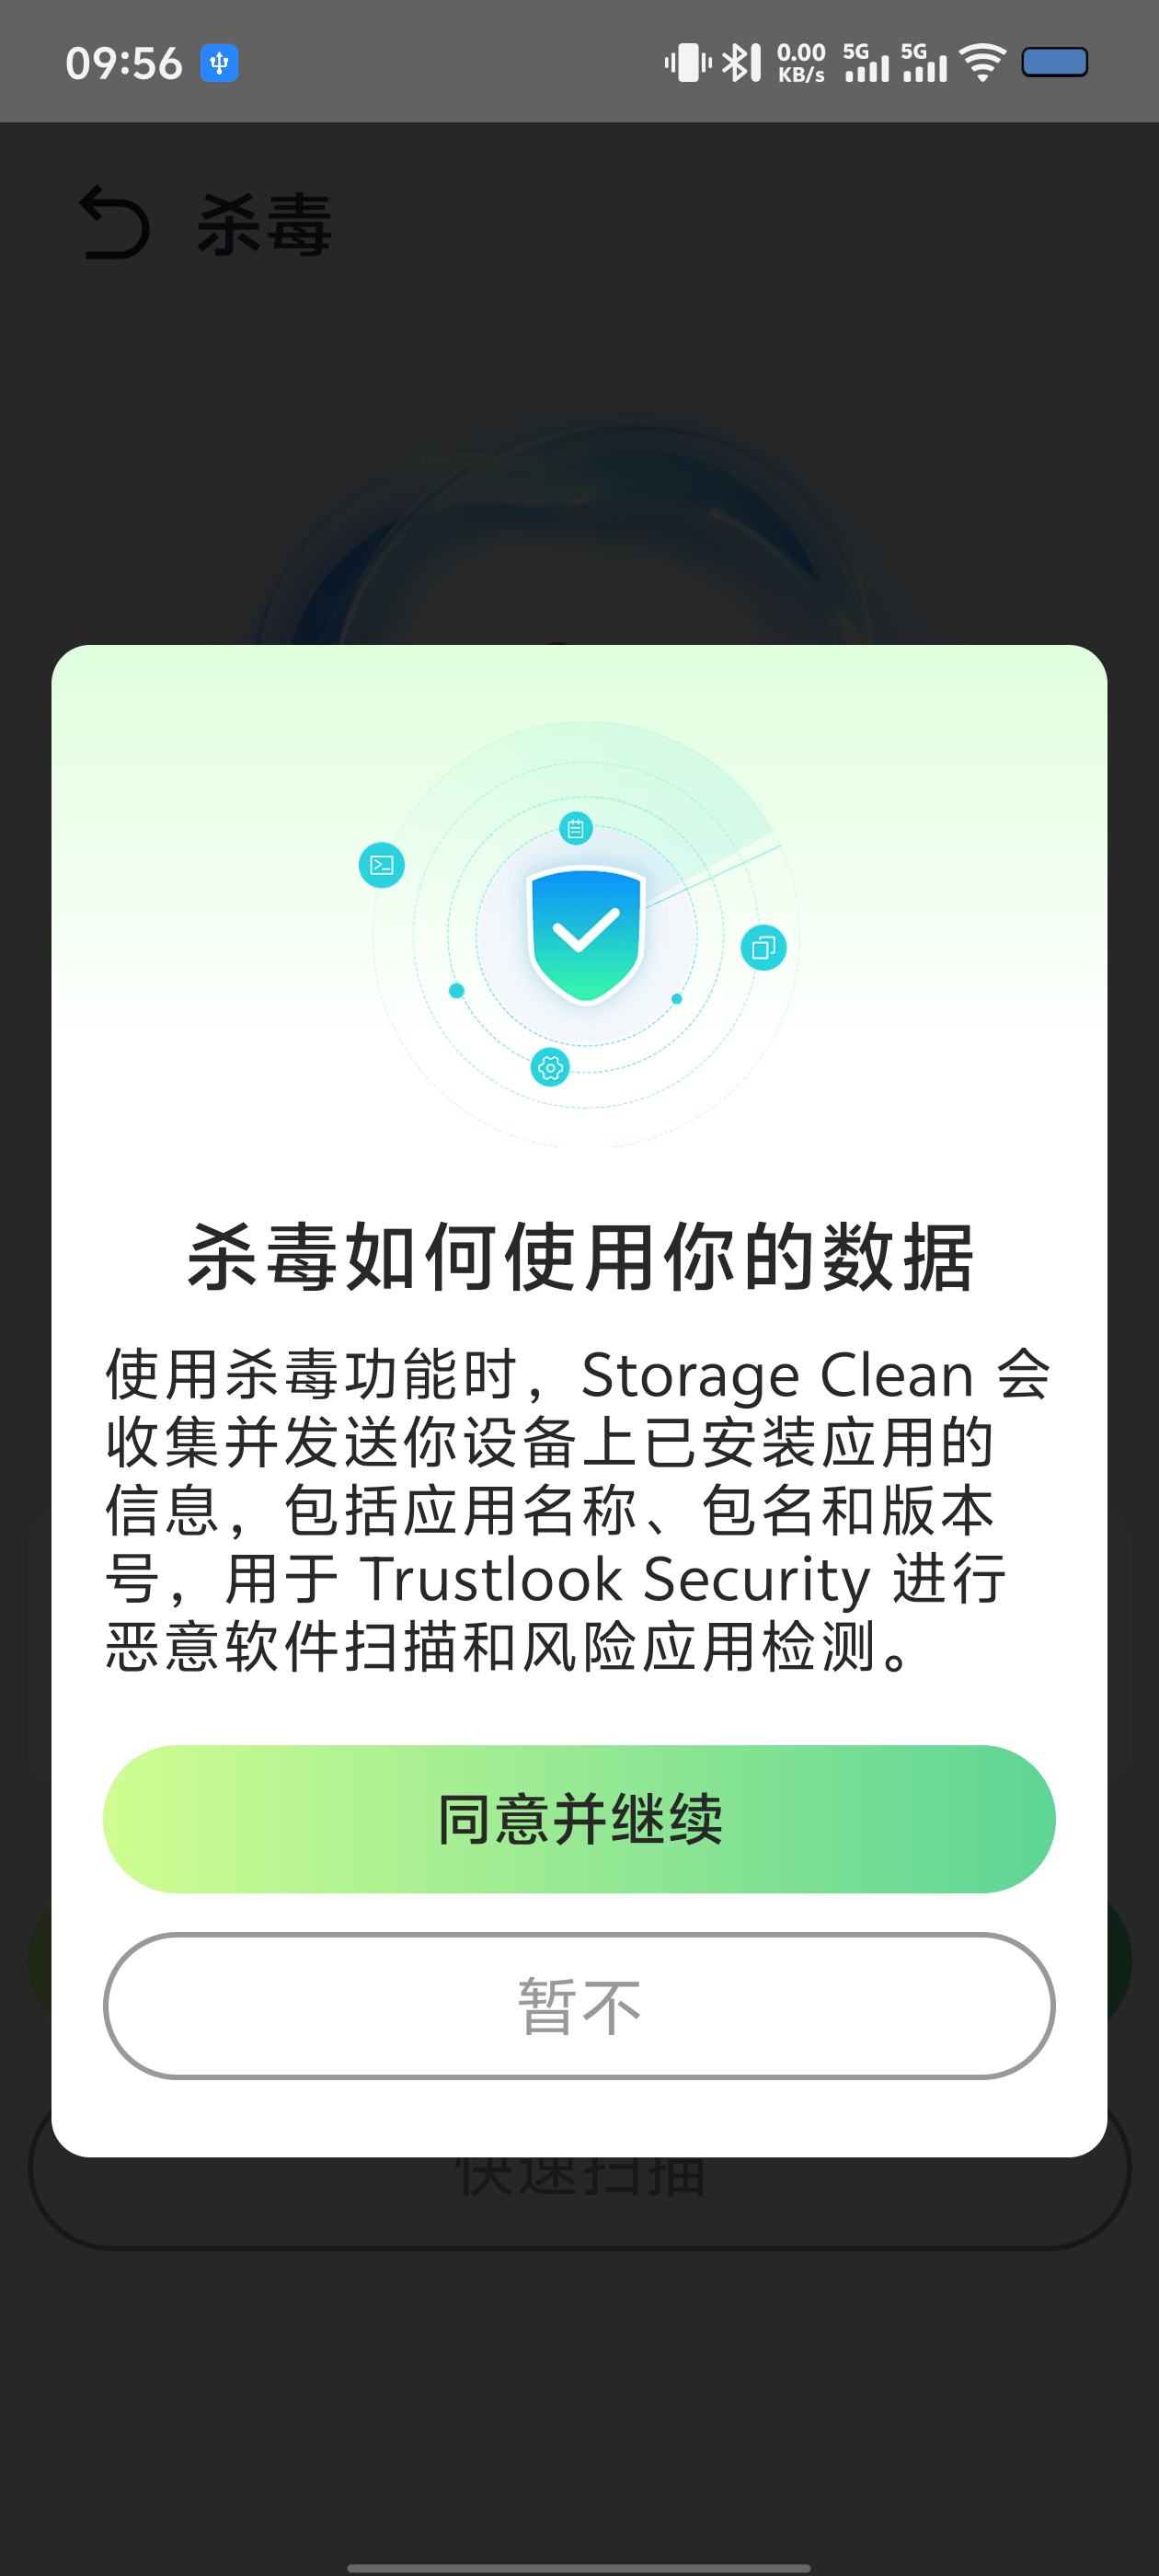 09:56
0.00
KB/s
5G
5G
杀毒
杀毒如何使用你的数据
使用杀毒功能时，Storage Clean 会
收集并发送你设备上已安装应用的
信息，包括应用名称、包名和版本
号，用于 Trustlook Security 进行
恶意软件扫描和风险应用检测。
同意并继续
暂不
快速扫描